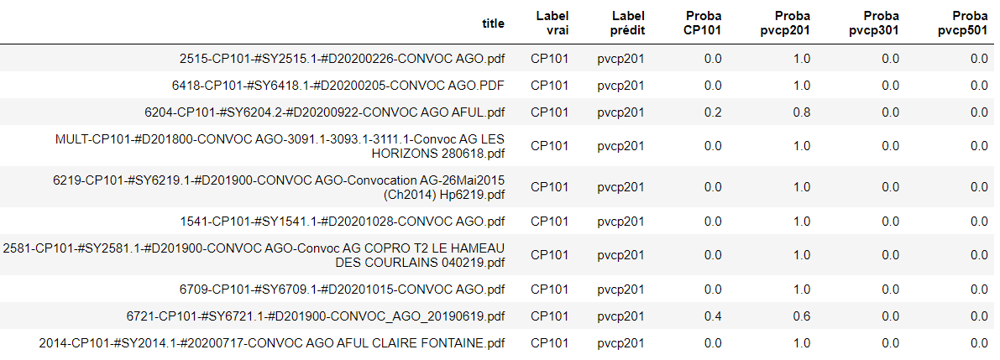 title Label vrai Label prédit Proba CP101 Proba pvcp201 Proba pvcp301 Proba pvcp501
2515-CP101-#SY2515.1-#D20200226-CONVOC AGO.pdf CP101 pvcp201 0.0 1.0 0.0 0.0
6418-CP101-#SY6418.1-#D20200205-CONVOC AGO.PDF CP101 pvcp201 0.0 1.0 0.0 0.0
6204-CP101-#SY6204.2-#D20200922-CONVOC AGO AFUL.pdf CP101 pvcp201 0.2 0.8 0.0 0.0
MULT-CP101-#D201800-CONVOC AGO-3091.1-3093.1-3111.1-Convoc AG LES
HORIZONS 280618.pdf CP101 pvcp201 0.0 1.0 0.0 0.0
6219-CP101-#SY6219.1-#D201900-CONVOC AGO-Convocation AG-26Mai2015
(Ch2014) Hp6219.pdf CP101 pvcp201 0.0 1.0 0.0 0.0
1541-CP101-#SY1541.1-#D20201028-CONVOC AGO.pdf CP101 pvcp201 0.0 1.0 0.0 0.0
2581-CP101-#SY2581.1-#D201900-CONVOC AGO-Convoc AG COPRO T2 LE HAMEAU
DES COURLAINS 040219.pdf CP101 pvcp201 0.0 1.0 0.0 0.0
6709-CP101-#SY6709.1-#D20201015-CONVOC AGO.pdf CP101 pvcp201 0.0 1.0 0.0 0.0
6721-CP101-#SY6721.1-#D201900-CONVOC_AGO_20190619.pdf CP101 pvcp201 0.4 0.6 0.0 0.0
2014-CP101-#SY2014.1-#20200717-CONVOC AGO AFUL CLAIRE FONTAINE.pdf CP101 pvcp201 0.0 1.0 0.0 0.0